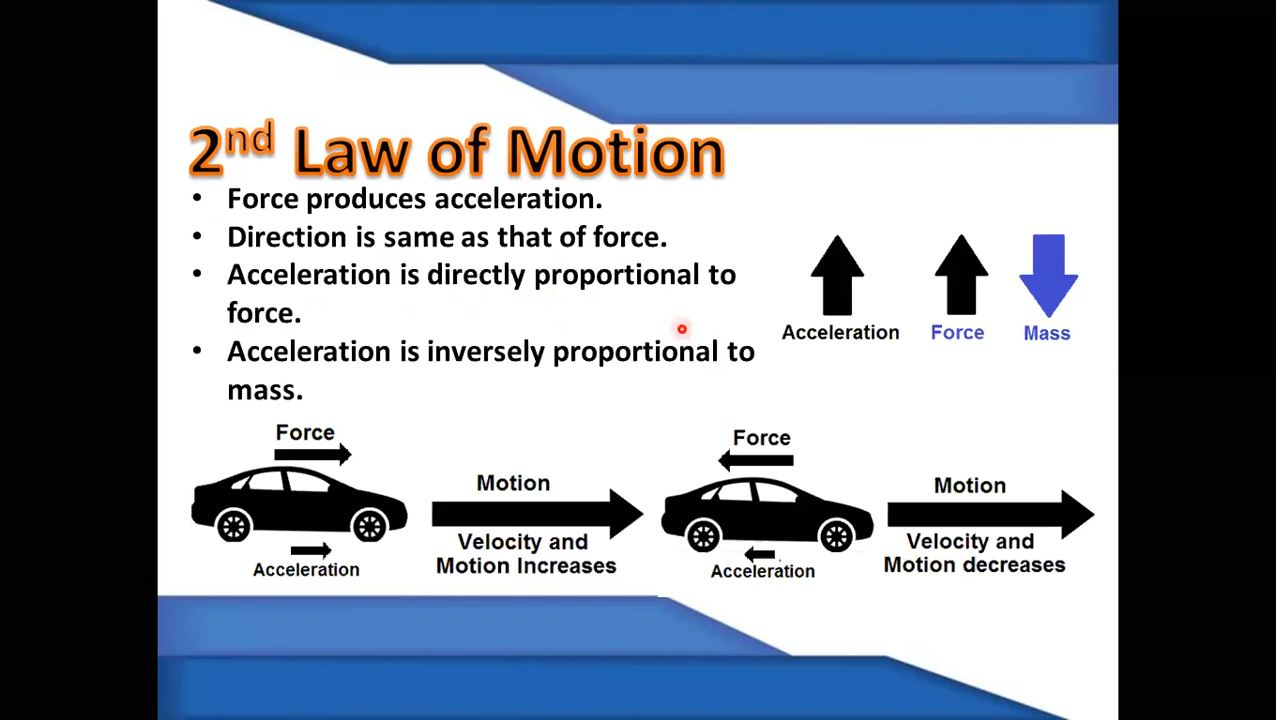 2nd Law of Motion
• Force produces acceleration.
• Direction is same as that of force.
• Acceleration is directly proportional to
force.
• Acceleration is inversely proportional to
mass.
Acceleration Force Mass
Force
Acceleration
Motion
Velocity and
Motion Increases
Force
Acceleration
Motion
Velocity and
Motion decreases